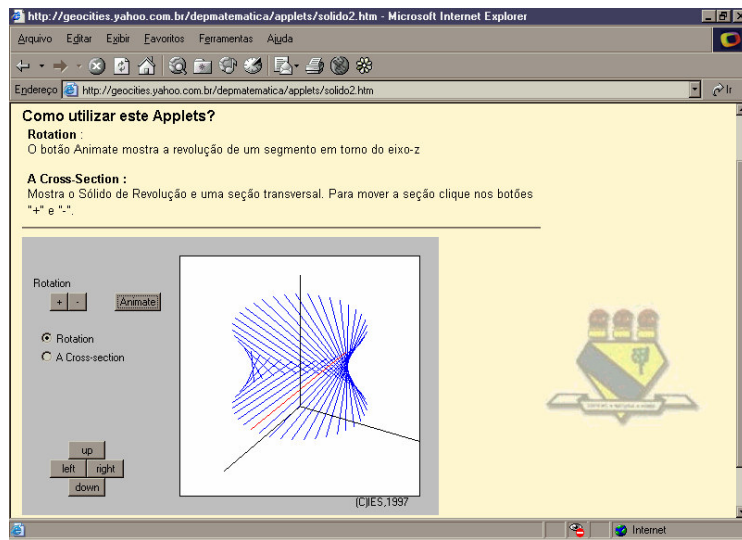 http://geocities.yahoo.com.br/depmatematica/applets/solido2.htm - Microsoft Internet Explorer
Arquivo Editar Exibir Favoritos Ferramentas Ajuda
Endereço http://geocities.yahoo.com.br/depmatematica/applets/solido2.htm Ir
Como utilizar este Applets?
Rotation :
O botão Animate mostra a revolução de um segmento em torno do eixo-z
A Cross-Section :
Mostra o Sólido de Revolução e uma seção transversal. Para mover a seção clique nos botões
"+" e "-".
Rotation
+ - Animate
Rotation
A Cross-section
up
left right
down
(C)IES,1997
Internet